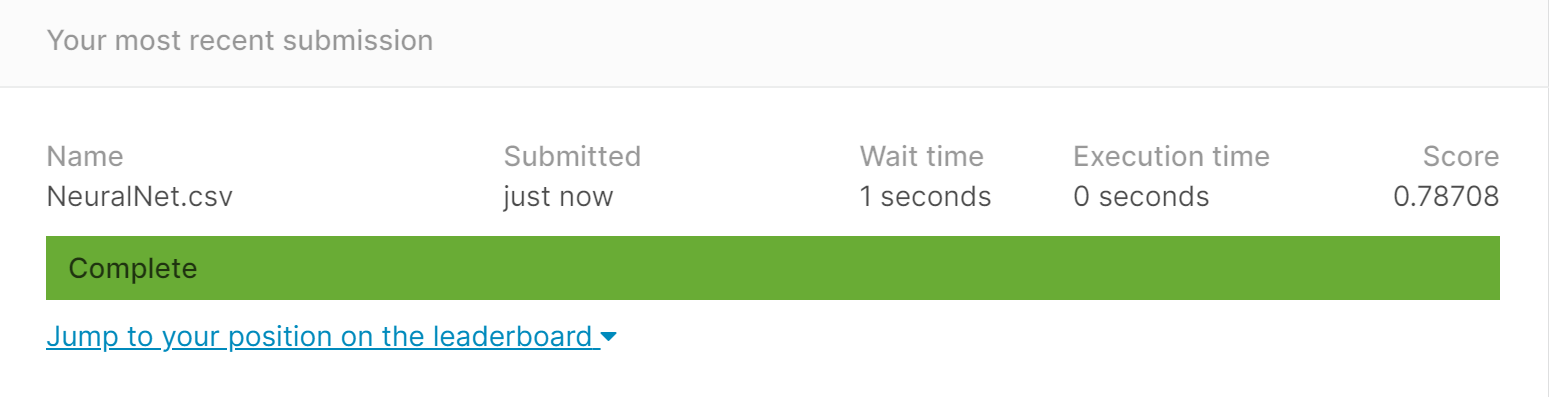 Your most recent submission
Name Submitted Wait time Execution time Score
NeuralNet.csv just now 1 seconds 0 seconds 0.78708
Complete
Jump to your position on the leaderboard